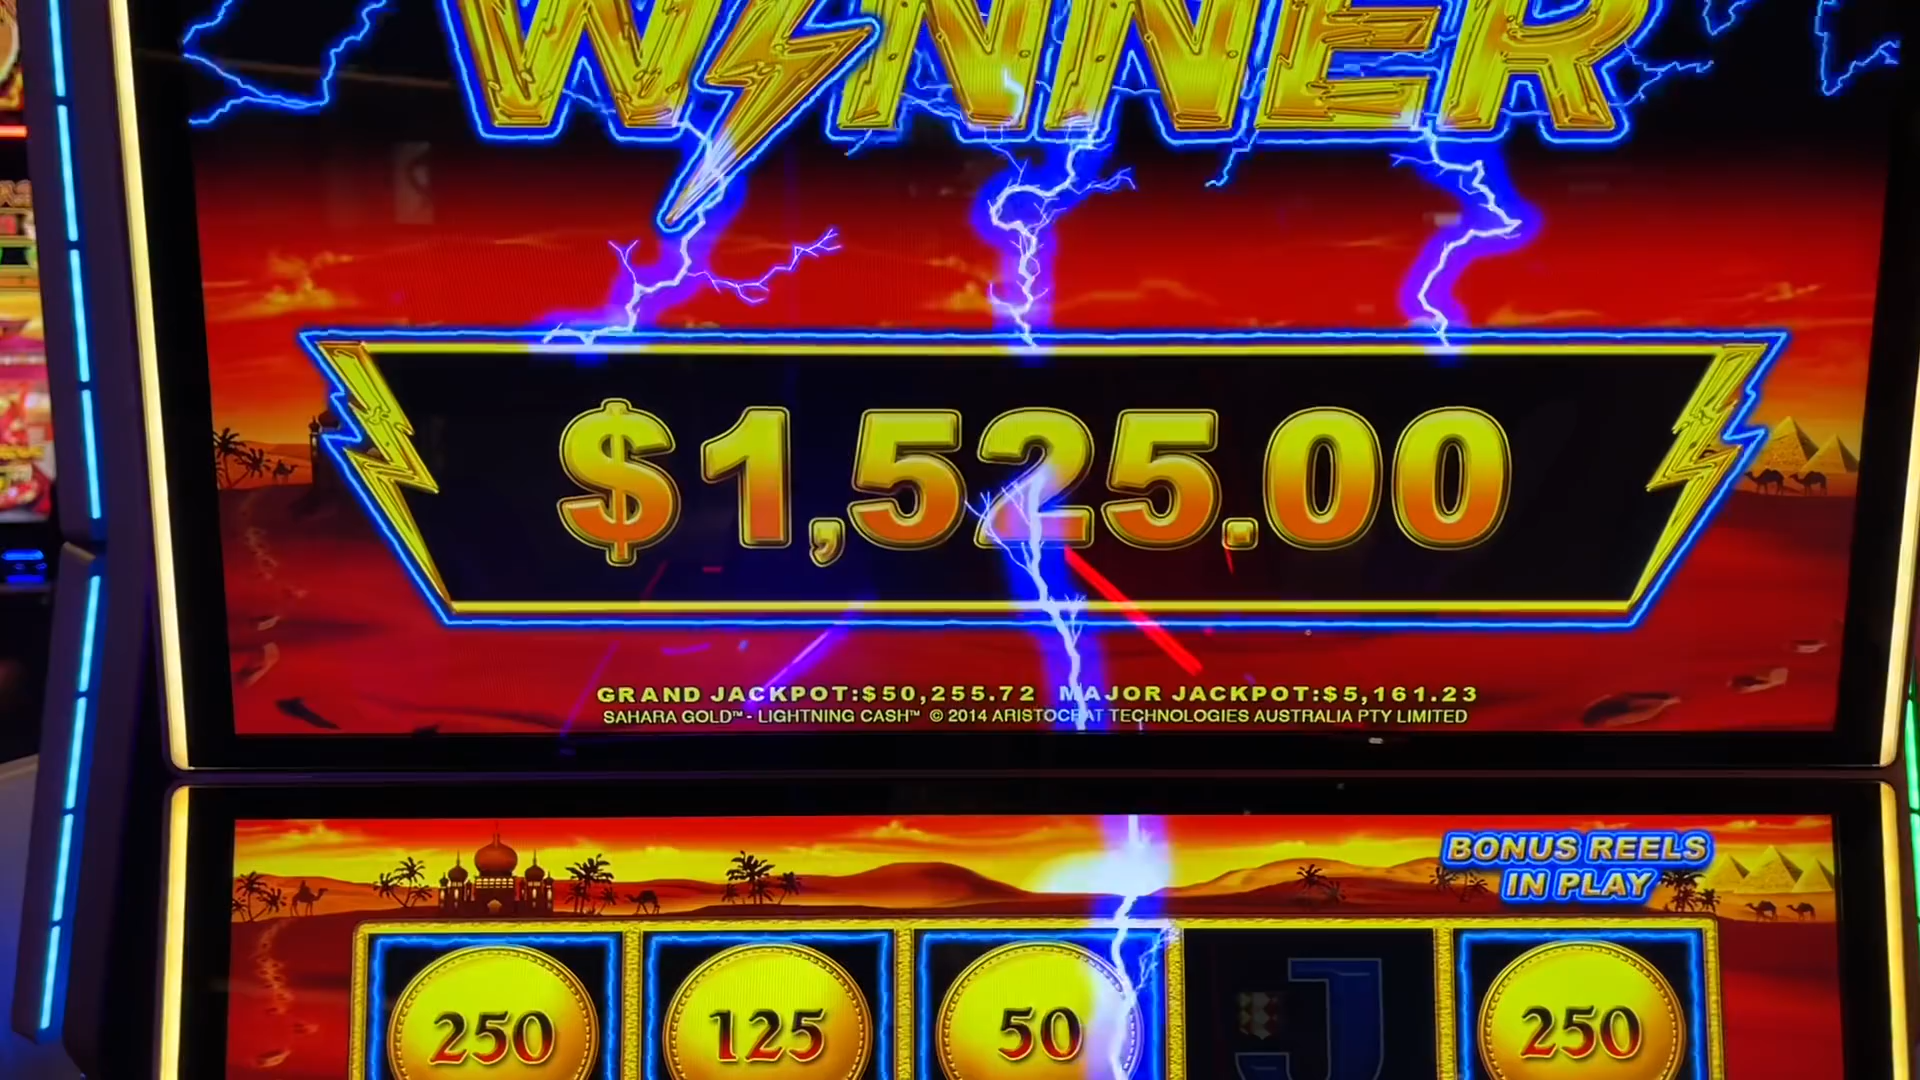 WINNER
$1,525.00
GRAND JACKPOT:$50,255.72 MAJOR JACKPOT:$5,161.23
SAHARA GOLD™- LIGHTNING CASH™ © 2014 ARISTOCRAT TECHNOLOGIES AUSTRALIA PTY LIMITED
BONUS REELS
IN PLAY
250 125 50 J 250